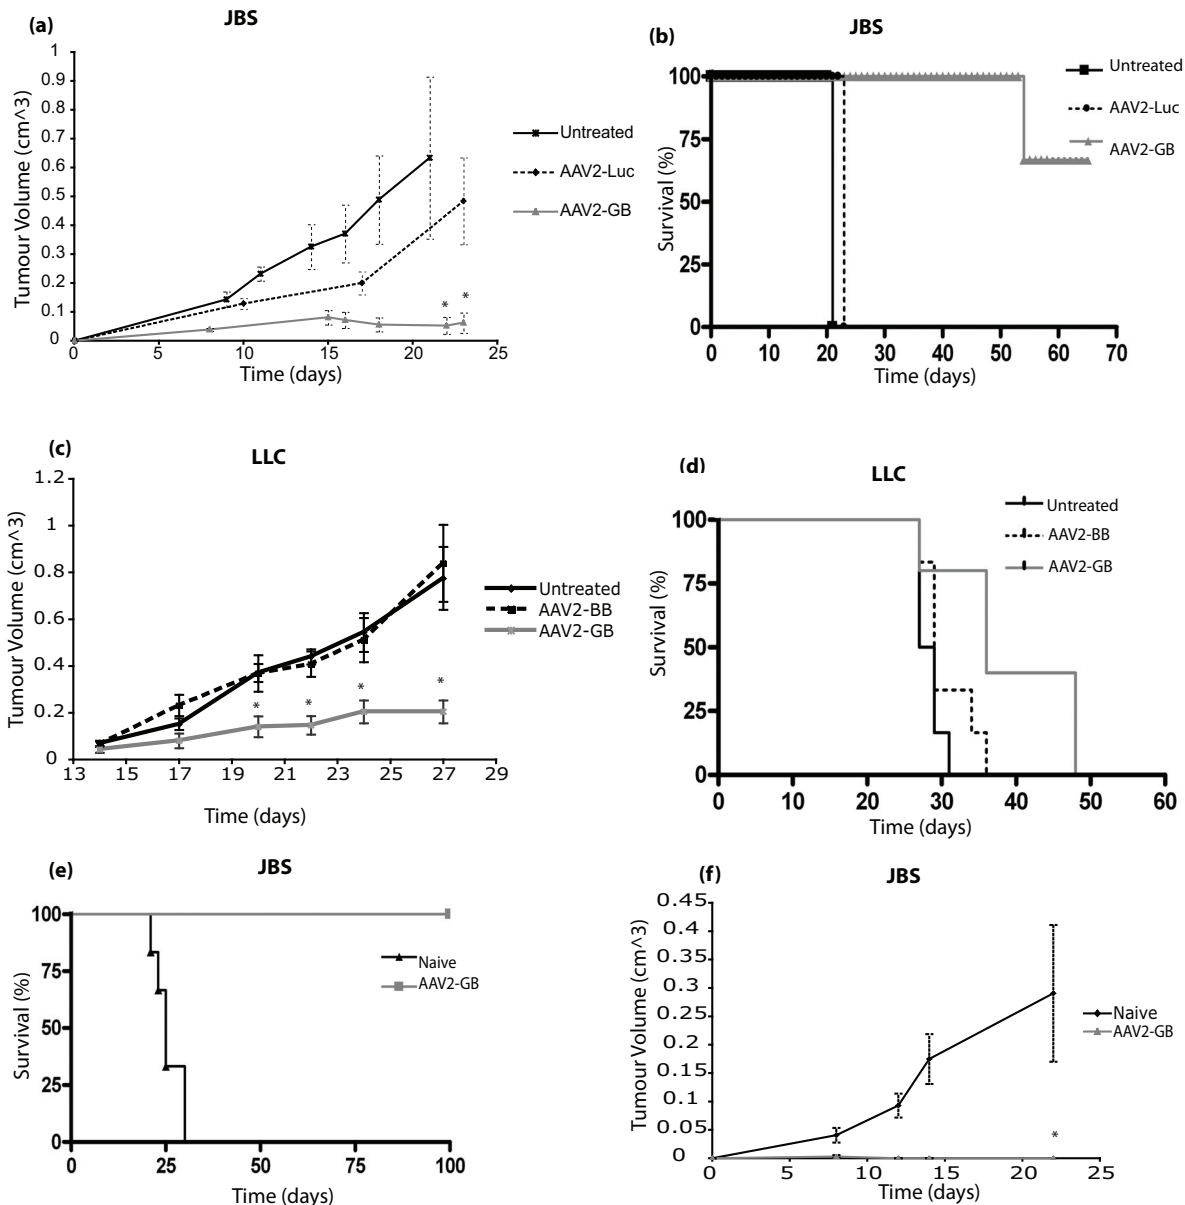 (a)
JBS
Tumour Volume (cm^3)
1
0.9
0.8
0.7
0.6
0.5
0.4
0.3
0.2
0.1
0
0
5
10
15
20
25
Time (days)
Untreated
AAV2-Luc
AAV2-GB
*
*
(b)
JBS
Survival (%)
100
75
50
25
0
0
10
20
30
40
50
60
70
Time (days)
Untreated
AAV2-Luc
AAV2-GB
(c)
LLC
Tumour Volume (cm^3)
1.2
1
0.8
0.6
0.4
0.2
0
13
15
17
19
21
23
25
27
29
Time (days)
Untreated
AAV2-BB
AAV2-GB
*
*
*
*
(d)
LLC
Survival (%)
100
75
50
25
0
0
10
20
30
40
50
60
Time (days)
Untreated
AAV2-BB
AAV2-GB
(e)
JBS
Survival (%)
100
75
50
25
0
0
25
50
75
100
Time (days)
Naive
AAV2-GB
(f)
JBS
Tumour Volume (cm^3)
0.45
0.4
0.35
0.3
0.25
0.2
0.15
0.1
0.05
0
0
5
10
15
20
25
Time (days)
Naive
AAV2-GB
*